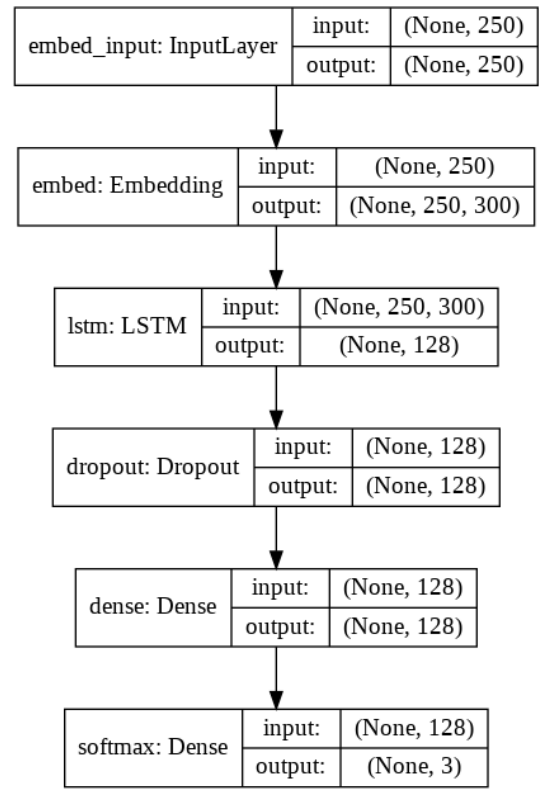 embed_input: InputLayer
input: (None, 250)
output: (None, 250)
embed: Embedding
input: (None, 250)
output: (None, 250, 300)
lstm: LSTM
input: (None, 250, 300)
output: (None, 128)
dropout: Dropout
input: (None, 128)
output: (None, 128)
dense: Dense
input: (None, 128)
output: (None, 128)
softmax: Dense
input: (None, 128)
output: (None, 3)